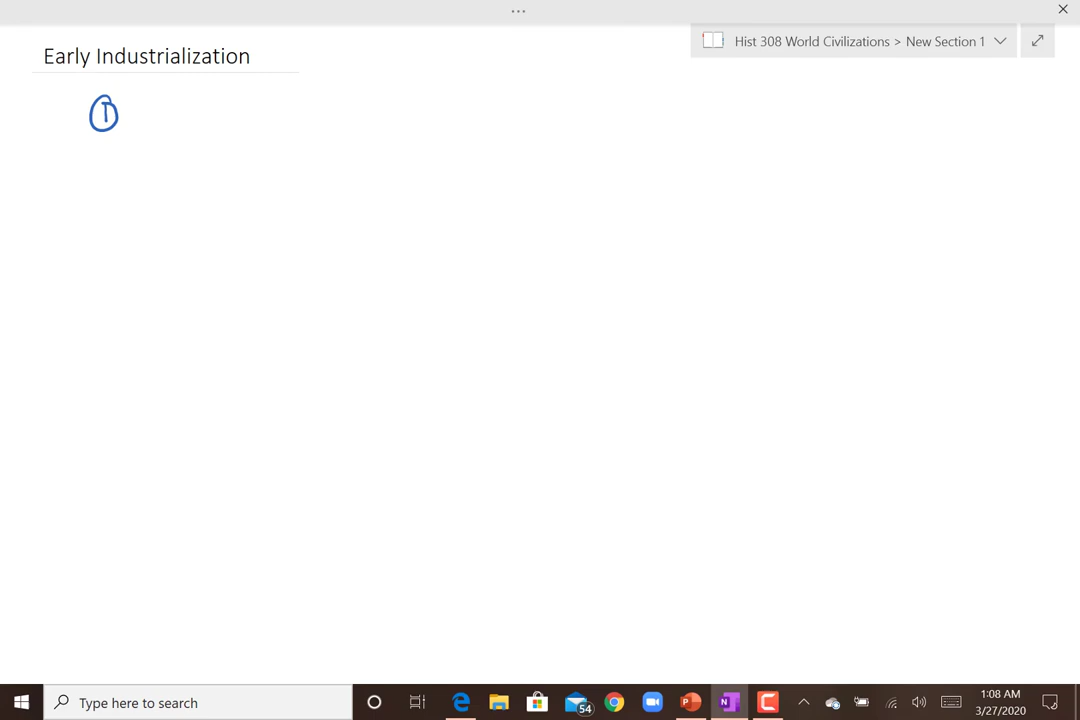 ...
Hist 308 World Civilizations > New Section 1
Early Industrialization
1
Type here to search
54
1:08 AM
3/27/2020